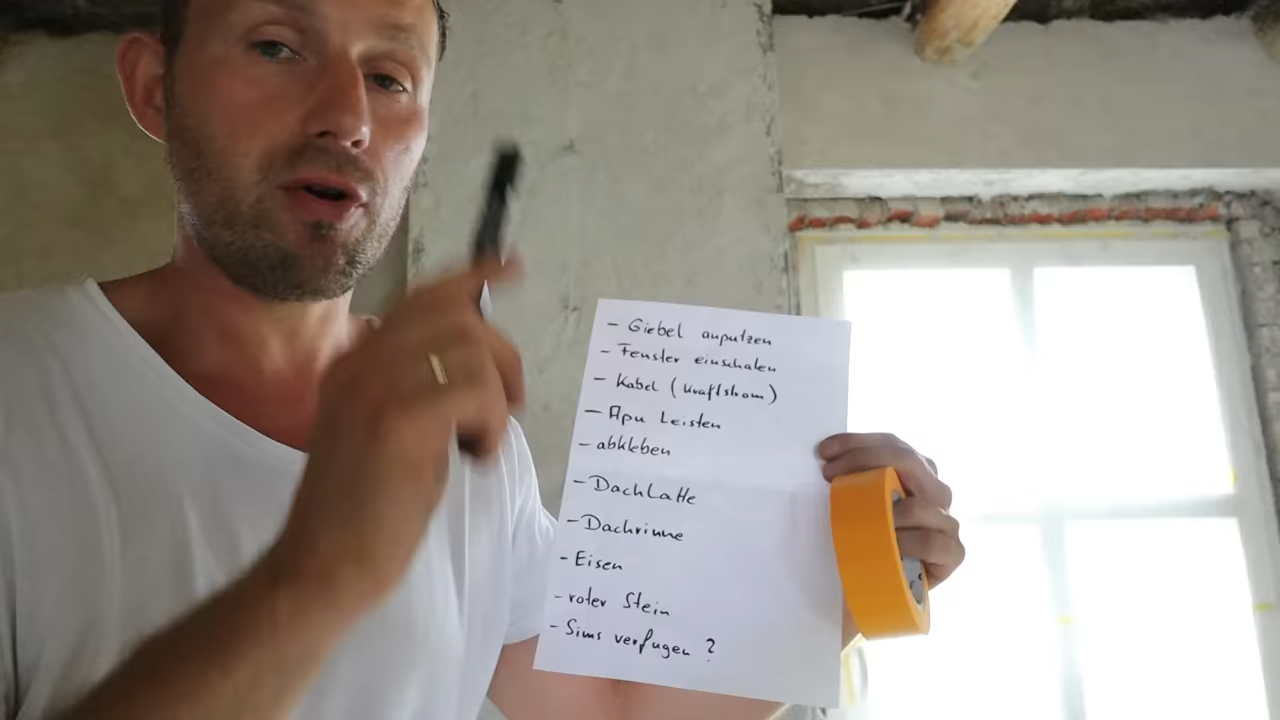 - Giebel anputzen
- Fenster einschalen
- Kabel (Kraftstrom)
- Apu Leisten
- abkleben
- Dachlatte
- Dachrinne
- Eisen
- roter Stein
- Sims verfugen ?